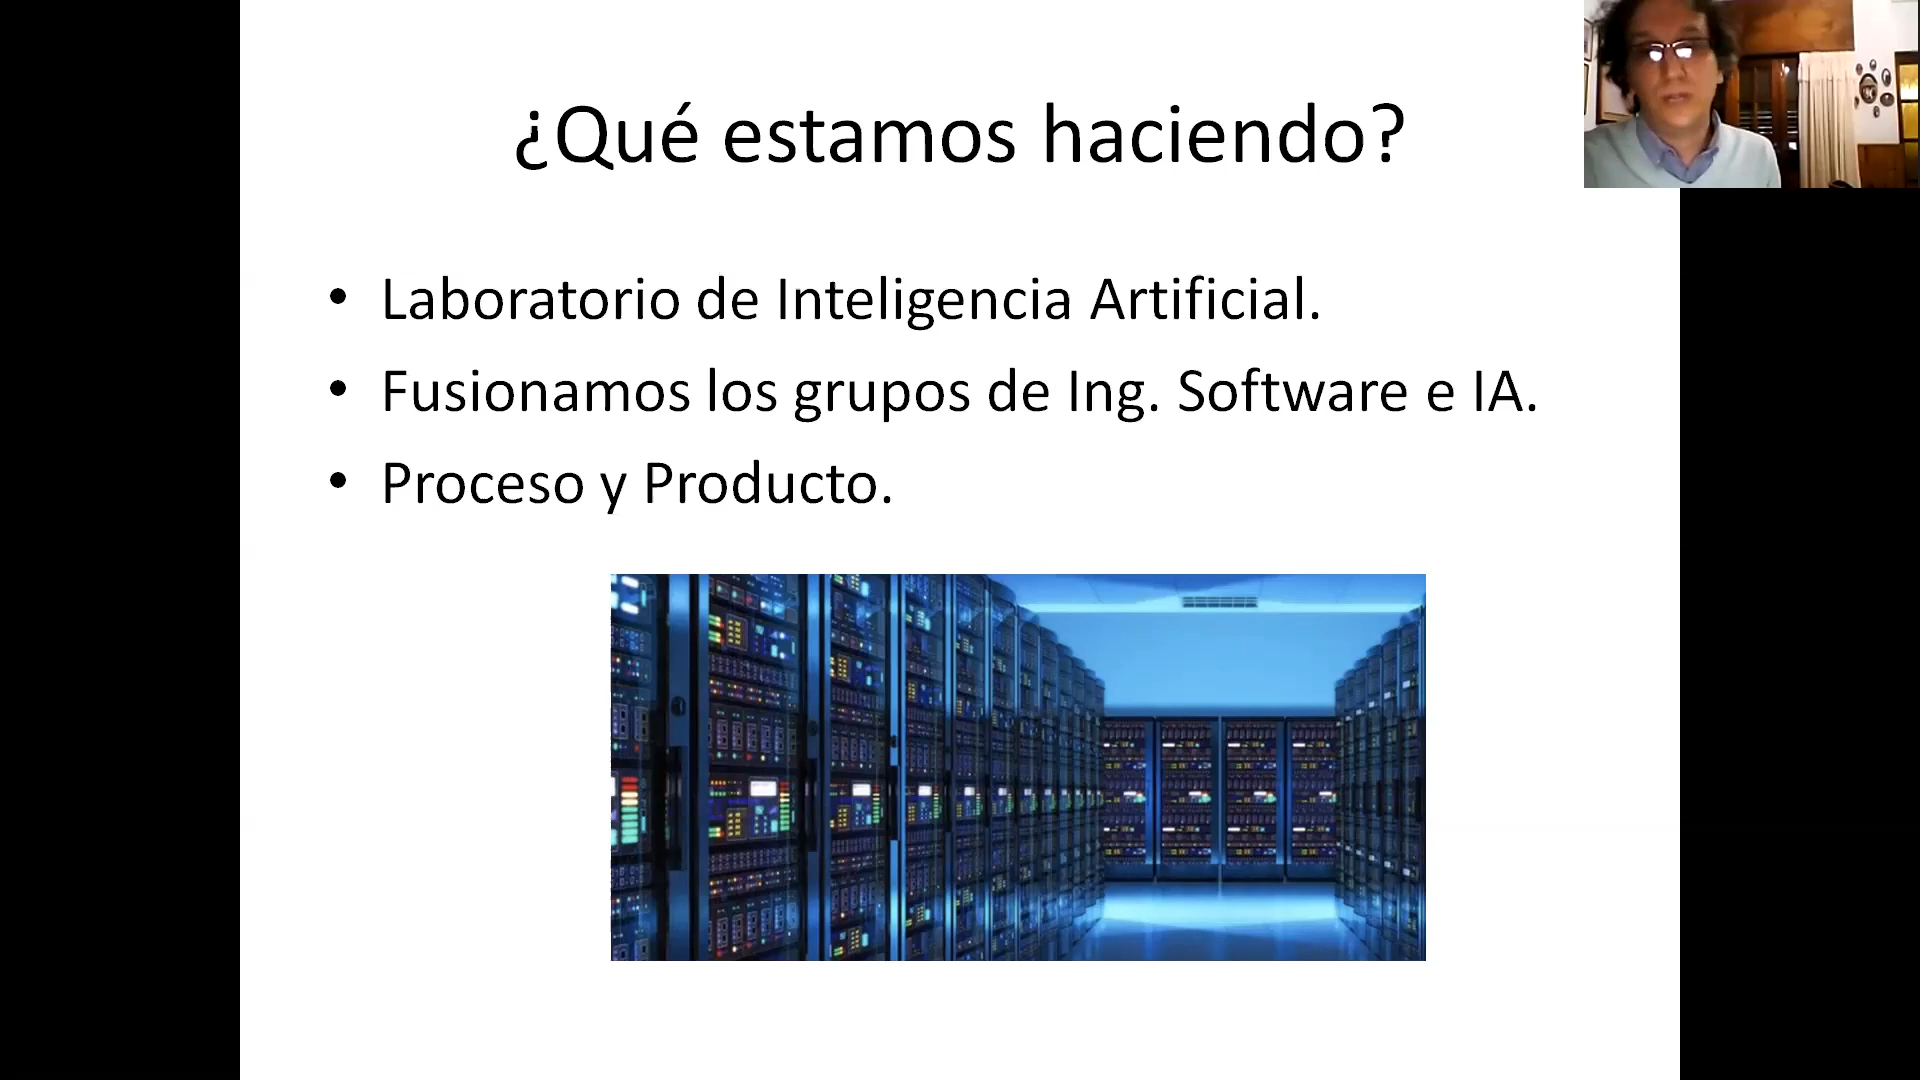 ¿Qué estamos haciendo?
• Laboratorio de Inteligencia Artificial.
• Fusionamos los grupos de Ing. Software e IA.
• Proceso y Producto.